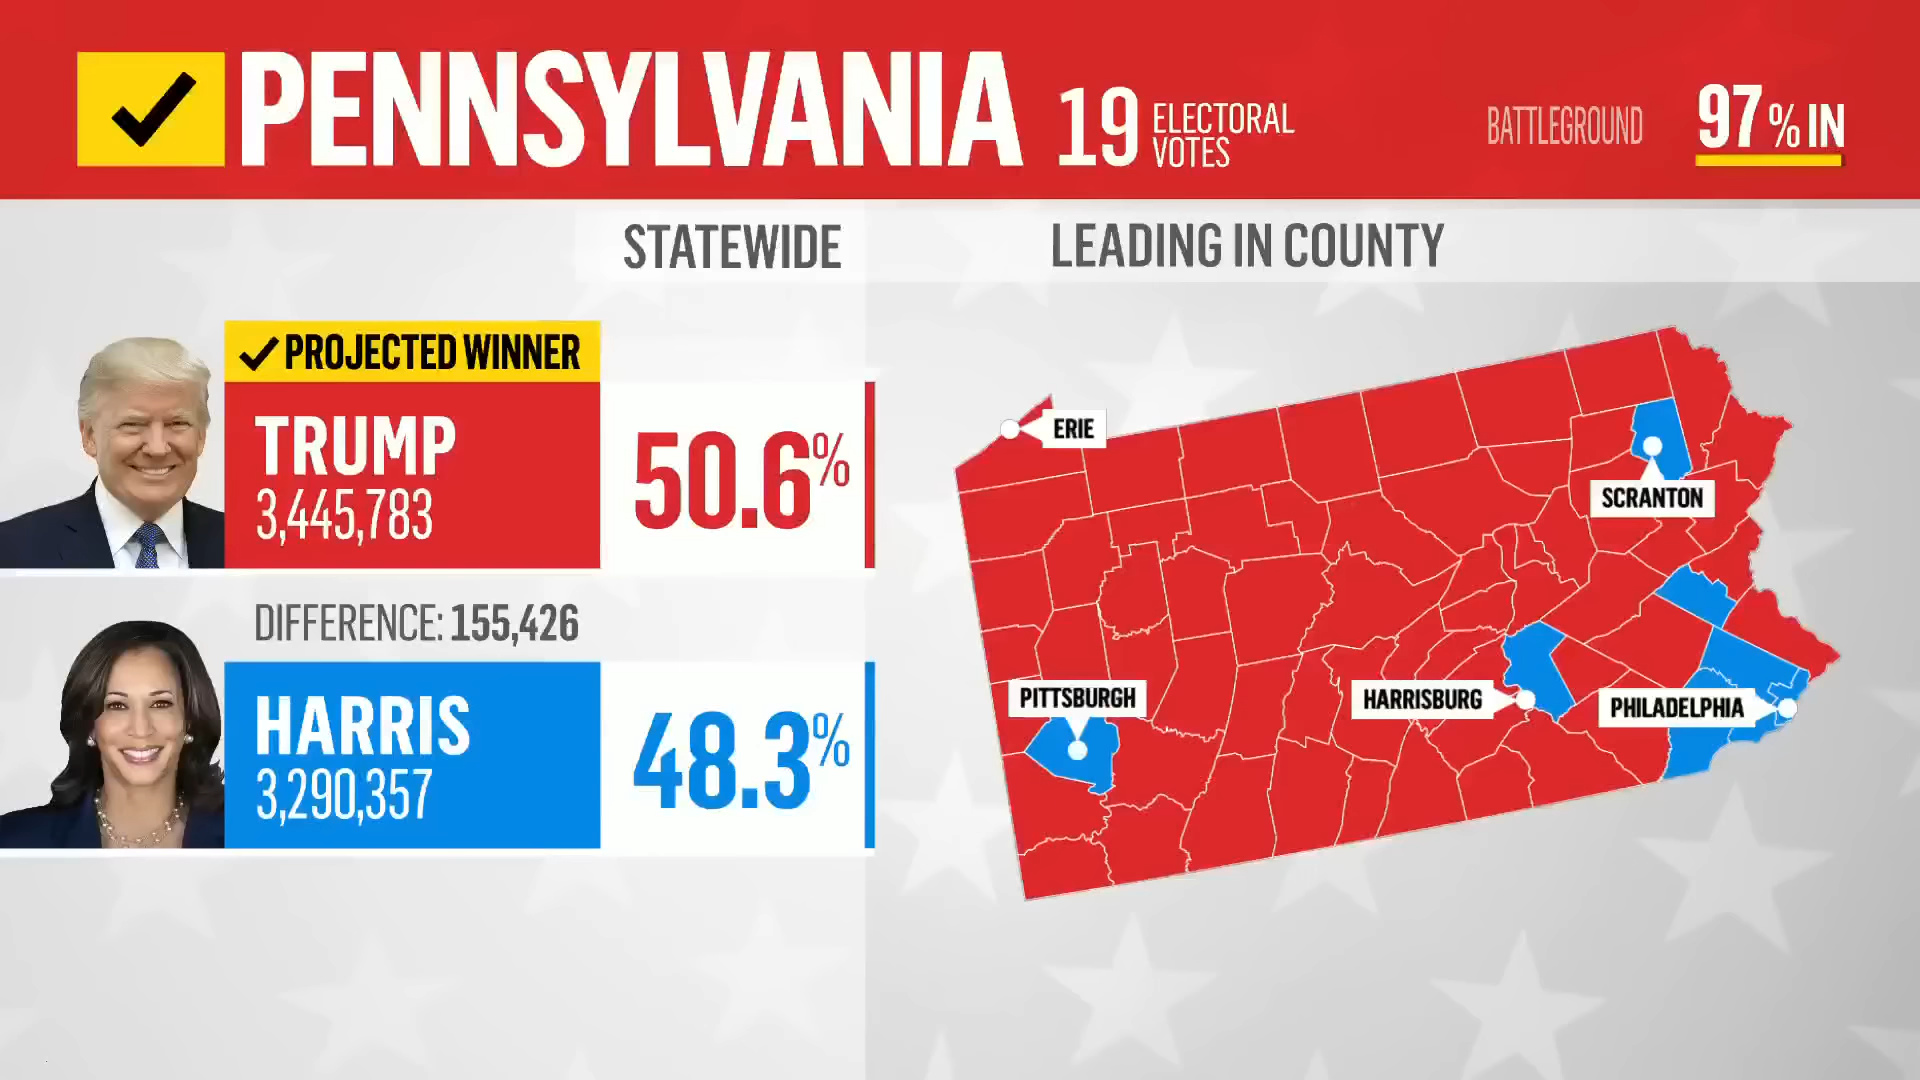 PENNSYLVANIA
19 ELECTORAL VOTES
BATTLEGROUND
97% IN
STATEWIDE
LEADING IN COUNTY
PROJECTED WINNER
TRUMP
3,445,783
50.6%
DIFFERENCE: 155,426
HARRIS
3,290,357
48.3%
ERIE
SCRANTON
PITTSBURGH
HARRISBURG
PHILADELPHIA